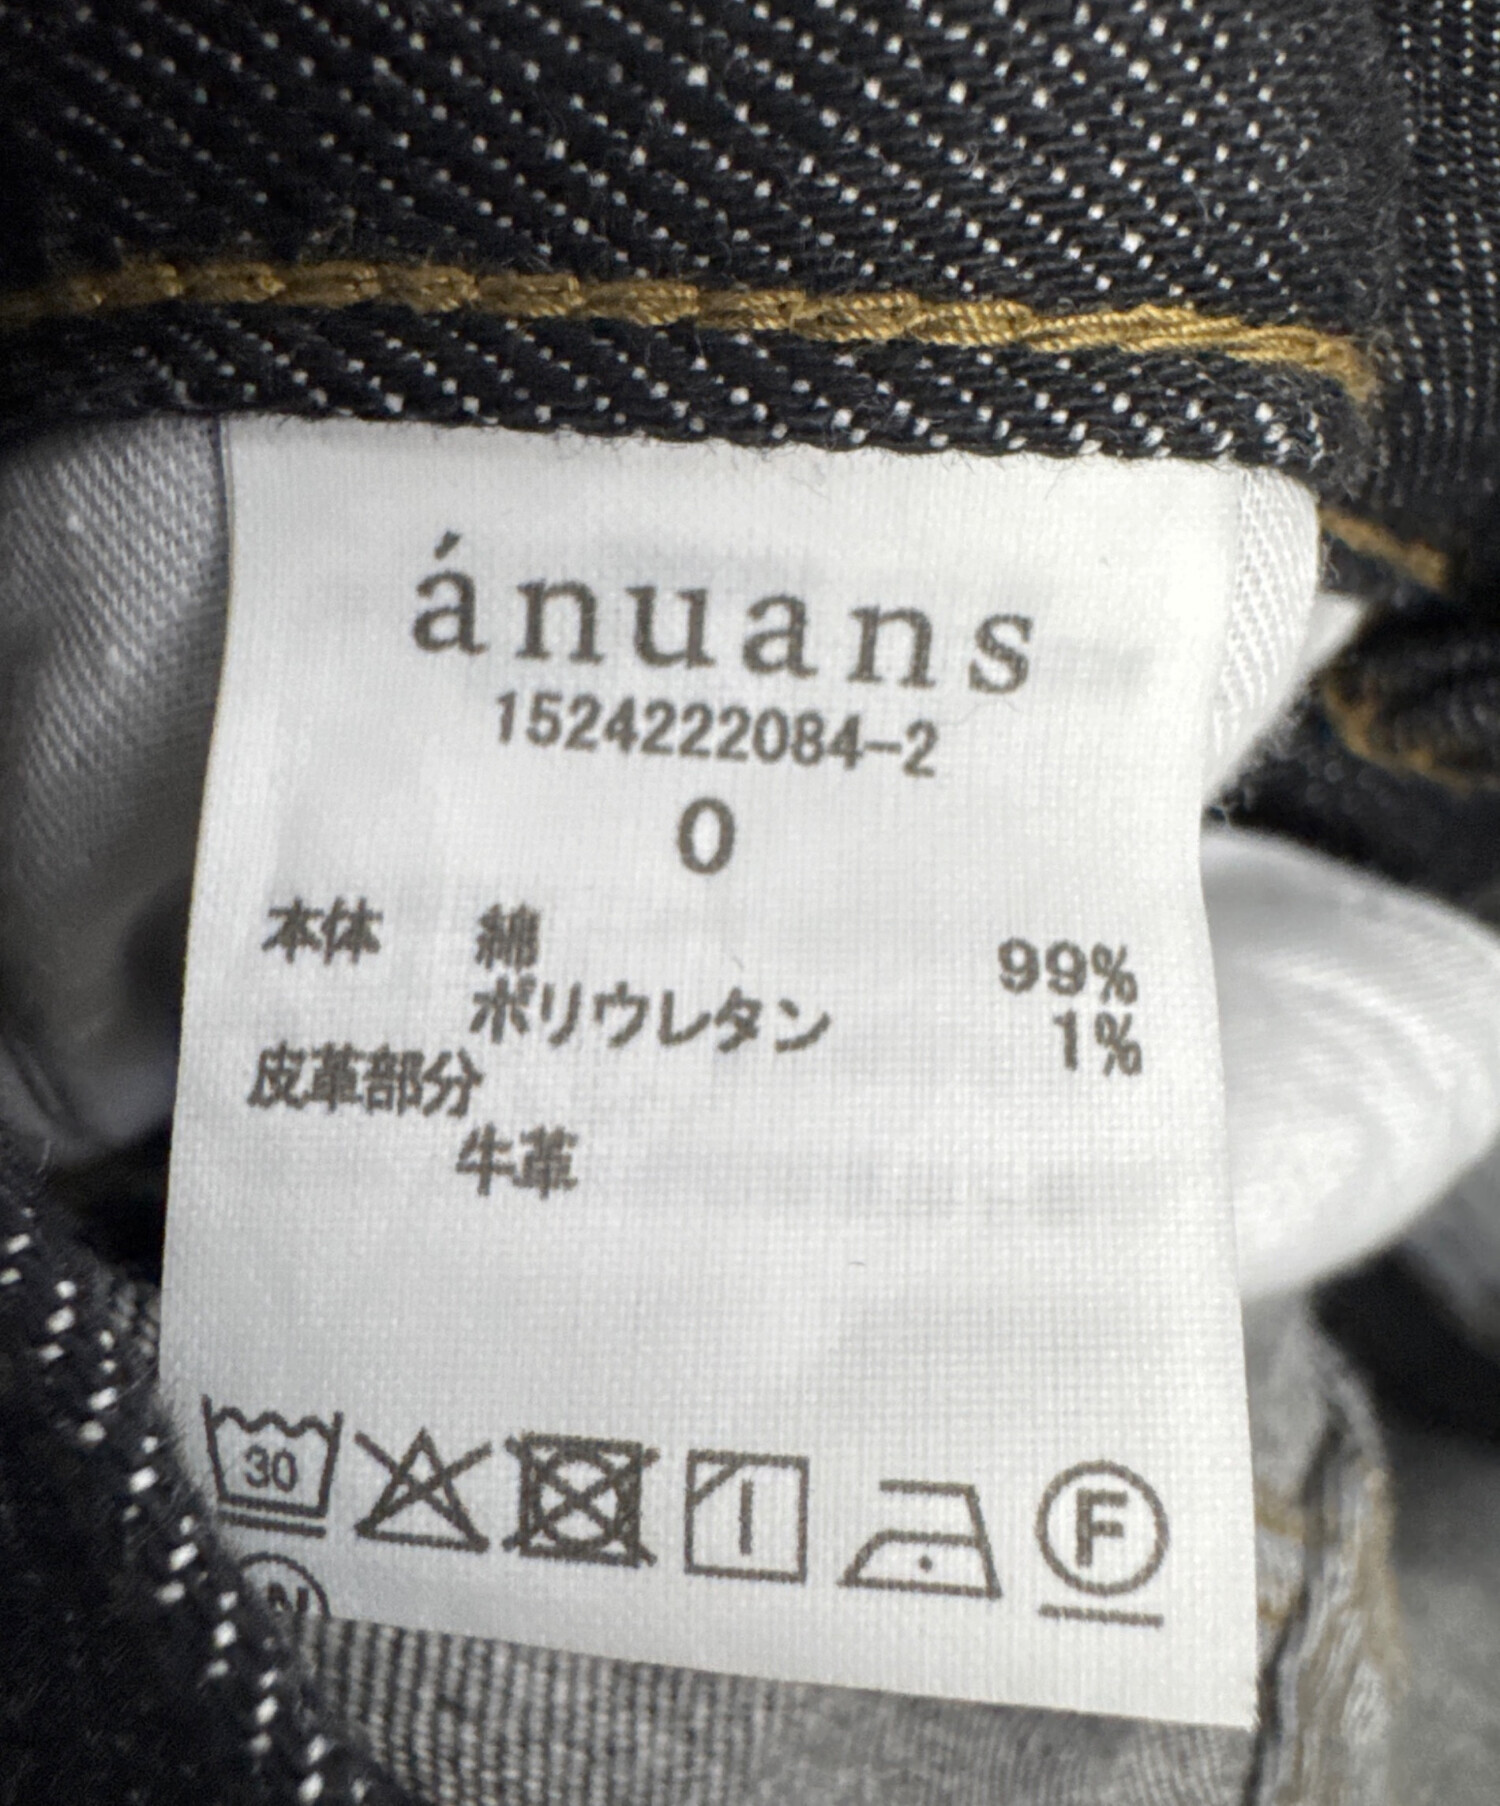 ánuans
1524222084-2
0
本体 綿 99%
ポリウレタン 1%
皮革部分
牛革
30
F